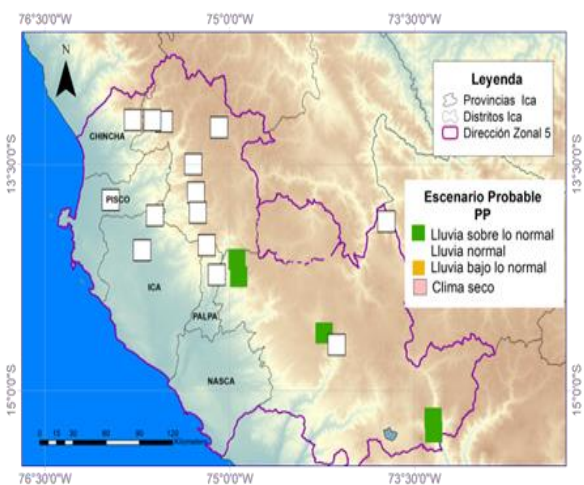 76°30'0"W 75°0'0"W 73°30'0"W
N
Leyenda
Provincias Ica
Distritos Ica
Dirección Zonal 5
CHINCHA
13°30'0"S
13°30'0"S
PISCO
Escenario Probable
PP
Lluvia sobre lo normal
Lluvia normal
Lluvia bajo lo normal
Clima seco
ICA
PALPA
NASCA
15°0'0"S
15°0'0"S
0 15 30 60 90 120
Kilometers
76°30'0"W 75°0'0"W 73°30'0"W